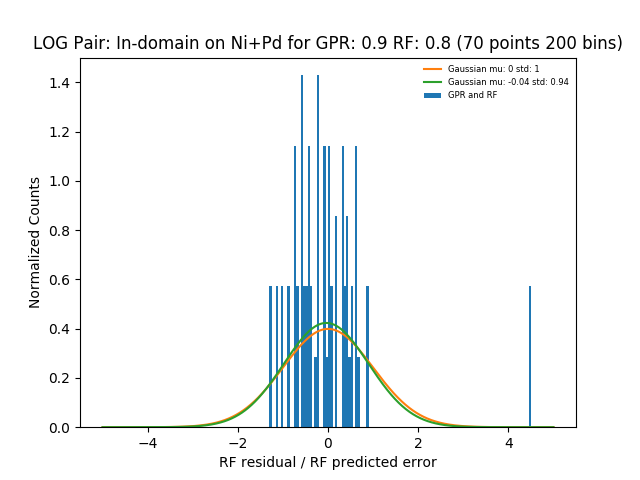 LOG Pair: In-domain on Ni+Pd for GPR: 0.9 RF: 0.8 (70 points 200 bins)
Gaussian mu: 0 std: 1
Gaussian mu: -0.04 std: 0.94
GPR and RF
Normalized Counts
1.4
1.2
1.0
0.8
0.6
0.4
0.2
0.0
−4 −2 0 2 4
RF residual / RF predicted error